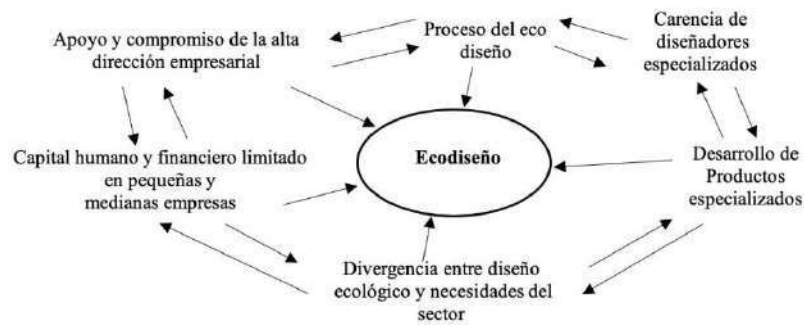 Apoyo y compromiso de la alta
dirección empresarial
Proceso del eco
diseño
Carencia de
diseñadores
especializados
Capital humano y financiero limitado
en pequeñas y
medianas empresas
Ecodiseño
Desarrollo de
Productos
especializados
Divergencia entre diseño
ecológico y necesidades del
sector